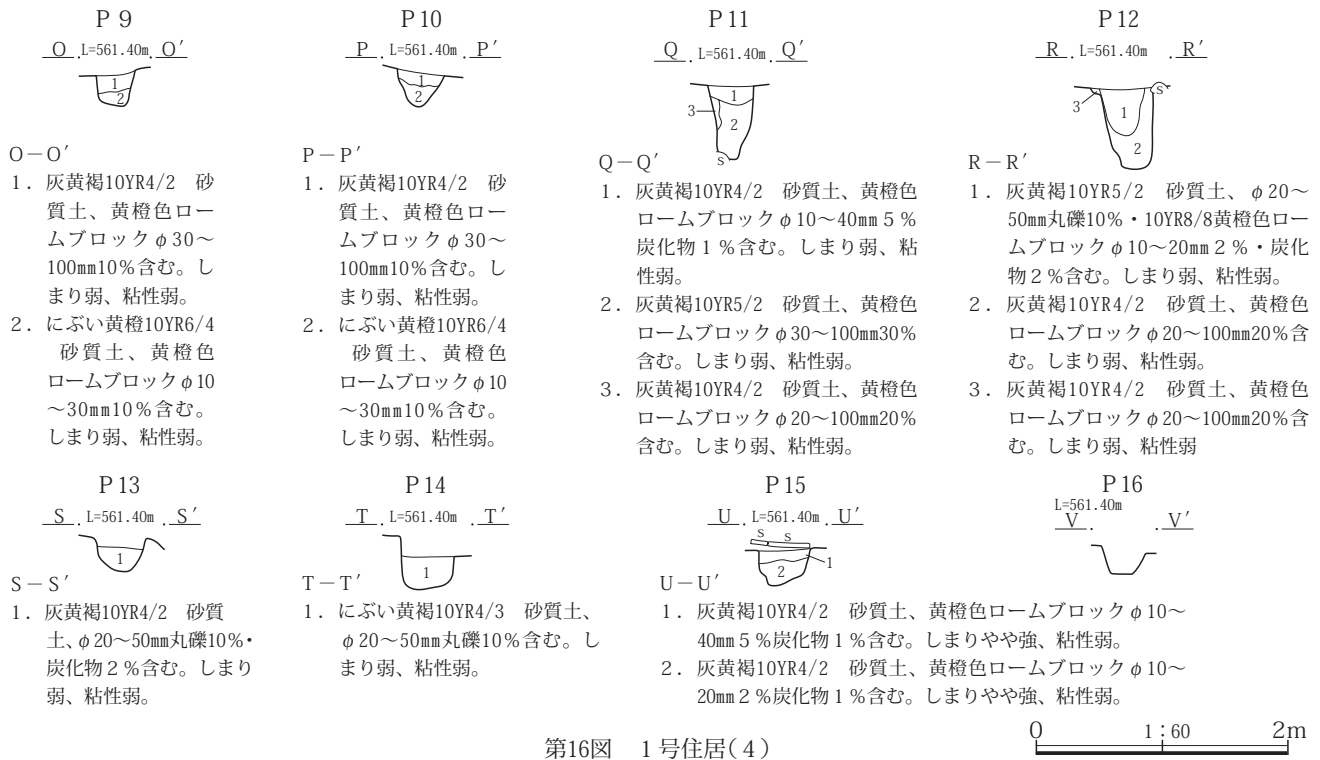 P 9
O . L=561.40m . O′
1
2
O－O′
1．灰黄褐10YR4/2　砂
質土、黄橙色ロー
ムブロックφ30～
100mm10%含む。し
まり弱、粘性弱。
2．にぶい黄橙10YR6/4
砂質土、黄橙色
ロームブロックφ10
～30mm10%含む。
しまり弱、粘性弱。
P 10
P . L=561.40m . P′
1
2
P－P′
1．灰黄褐10YR4/2　砂
質土、黄橙色ロー
ムブロックφ30～
100mm10%含む。し
まり弱、粘性弱。
2．にぶい黄橙10YR6/4
砂質土、黄橙色
ロームブロックφ10
～30mm10%含む。
しまり弱、粘性弱。
P 11
Q . L=561.40m . Q′
1
3
2
S
Q－Q′
1．灰黄褐10YR4/2　砂質土、黄橙色
ロームブロックφ10～40mm５%
炭化物１%含む。しまり弱、粘
性弱。
2．灰黄褐10YR5/2　砂質土、黄橙色
ロームブロックφ30～100mm30%
含む。しまり弱、粘性弱。
3．灰黄褐10YR4/2　砂質土、黄橙色
ロームブロックφ20～100mm20%
含む。しまり弱、粘性弱。
P 12
R . L=561.40m . R′
S
3
1
2
R－R′
1．灰黄褐10YR5/2　砂質土、φ20～
50mm丸礫10%・10YR8/8黄橙色ロー
ムブロックφ10～20mm２%・炭化
物２%含む。しまり弱、粘性弱。
2．灰黄褐10YR4/2　砂質土、黄橙色
ロームブロックφ20～100mm20%含
む。しまり弱、粘性弱。
3．灰黄褐10YR4/2　砂質土、黄橙色
ロームブロックφ20～100mm20%含
む。しまり弱、粘性弱
P 13
S . L=561.40m . S′
1
S－S′
1．灰黄褐10YR4/2　砂質
土、φ20～50mm丸礫10%・
炭化物２%含む。しまり
弱、粘性弱。
P 14
T . L=561.40m . T′
1
T－T′
1．にぶい黄褐10YR4/3　砂質土、
φ20～50mm丸礫10%含む。し
まり弱、粘性弱。
P 15
U . L=561.40m . U′
S S
1
2
U－U′
1．灰黄褐10YR4/2　砂質土、黄橙色ロームブロックφ10～
40mm５%炭化物１%含む。しまりやや強、粘性弱。
2．灰黄褐10YR4/2　砂質土、黄橙色ロームブロックφ10～
20mm２%炭化物１%含む。しまりやや強、粘性弱。
P 16
L=561.40m
V . . V′
第16図　１号住居(４)
0 1：60 2m